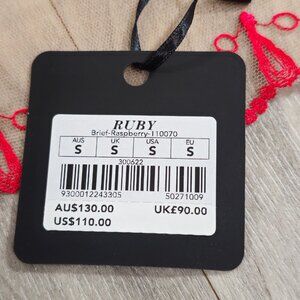 RUBY
Brief-Raspberry-110070
AUS UK USA EU
S S S S
300622
9300012243305 50271009
AU$130.00 UK£90.00
US$110.00